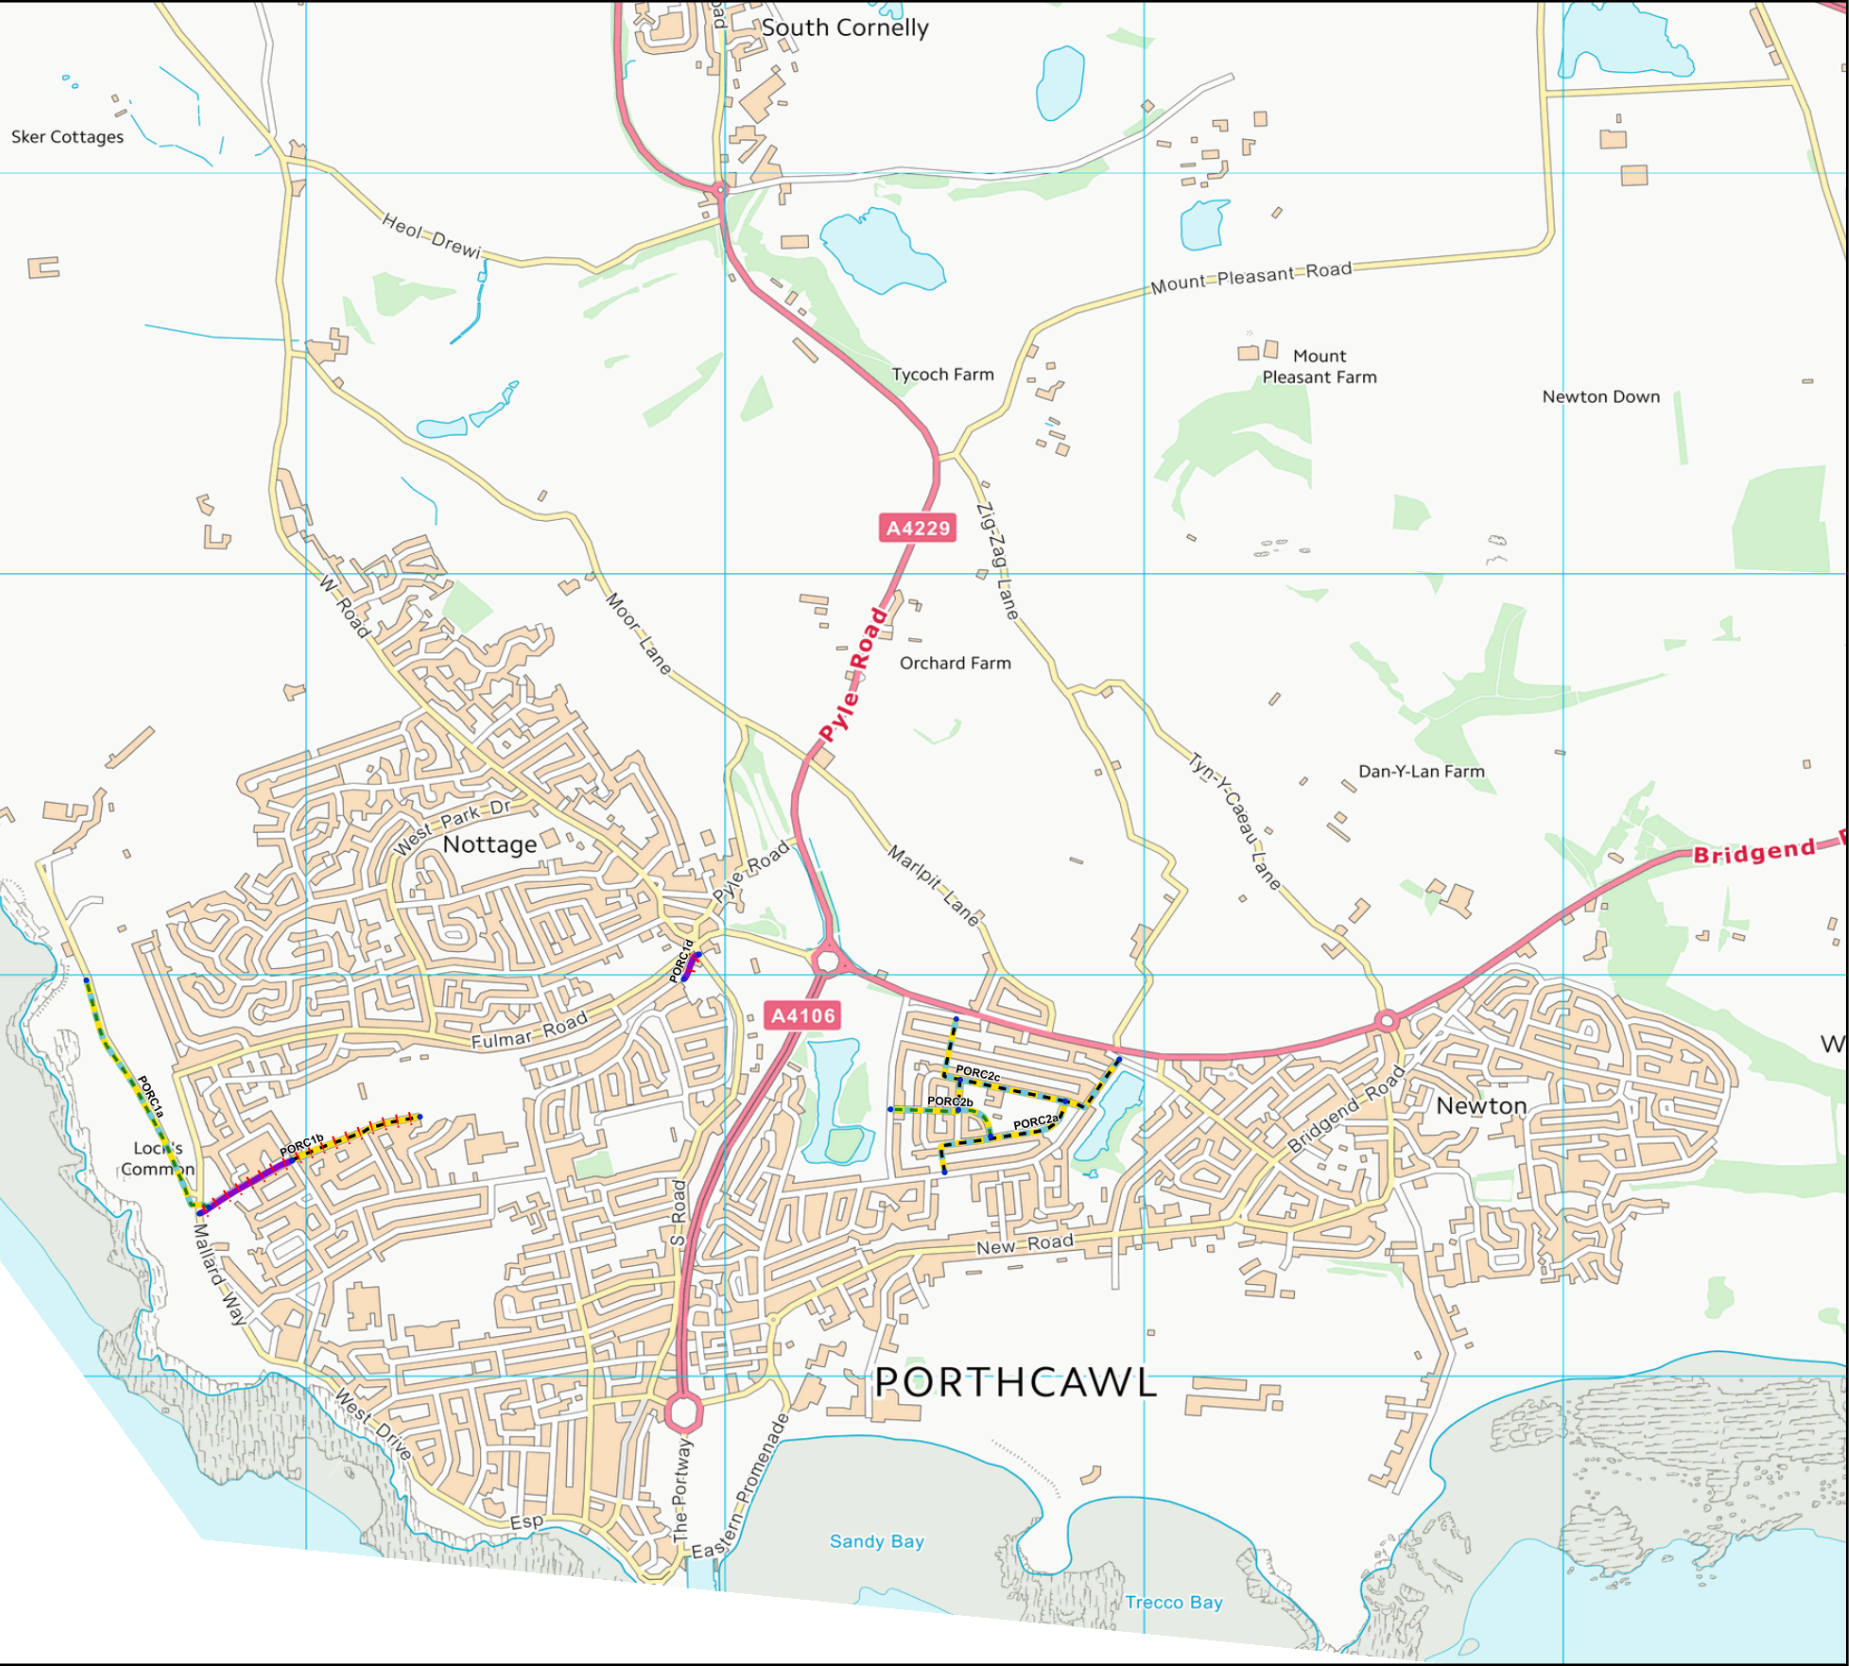 South Cornelly
oad
Sker Cottages
Heol Drewi
Mount Pleasant Road
Tycoch Farm
Mount
Pleasant Farm
Newton Down
A4229
Zig-Zag Lane
W Road
Moor Lane
Pyle Road
Orchard Farm
Tyn-Y-Caeau Lane
Dan-Y-Lan Farm
West Park Dr
Nottage
Pyle Road
Marlpit Lane
Bridgend
PORC1d
A4106
Fulmar Road
W
PORC1a
PORC2c
PORC2b
PORC2a
Newton
Bridgend Road
Lock's
Common
PORC1b
S Road
Mallard Way
New Road
PORTHCAWL
West Drive
The Portway
Eastern Promenade
Esp
Sandy Bay
Trecco Bay